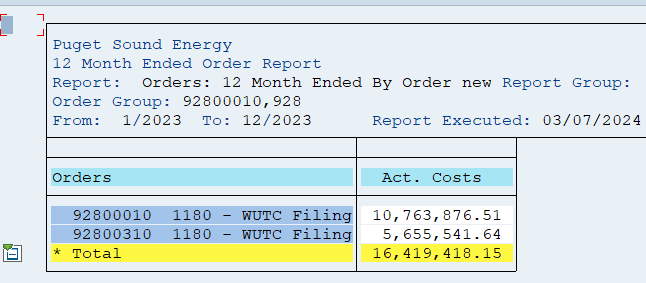 Puget Sound Energy
12 Month Ended Order Report
Report: Orders: 12 Month Ended By Order new Report Group:
Order Group: 92800010,928
From: 1/2023 To: 12/2023 Report Executed: 03/07/2024
Orders Act. Costs
92800010 1180 - WUTC Filing 10,763,876.51
92800310 1180 - WUTC Filing 5,655,541.64
* Total 16,419,418.15